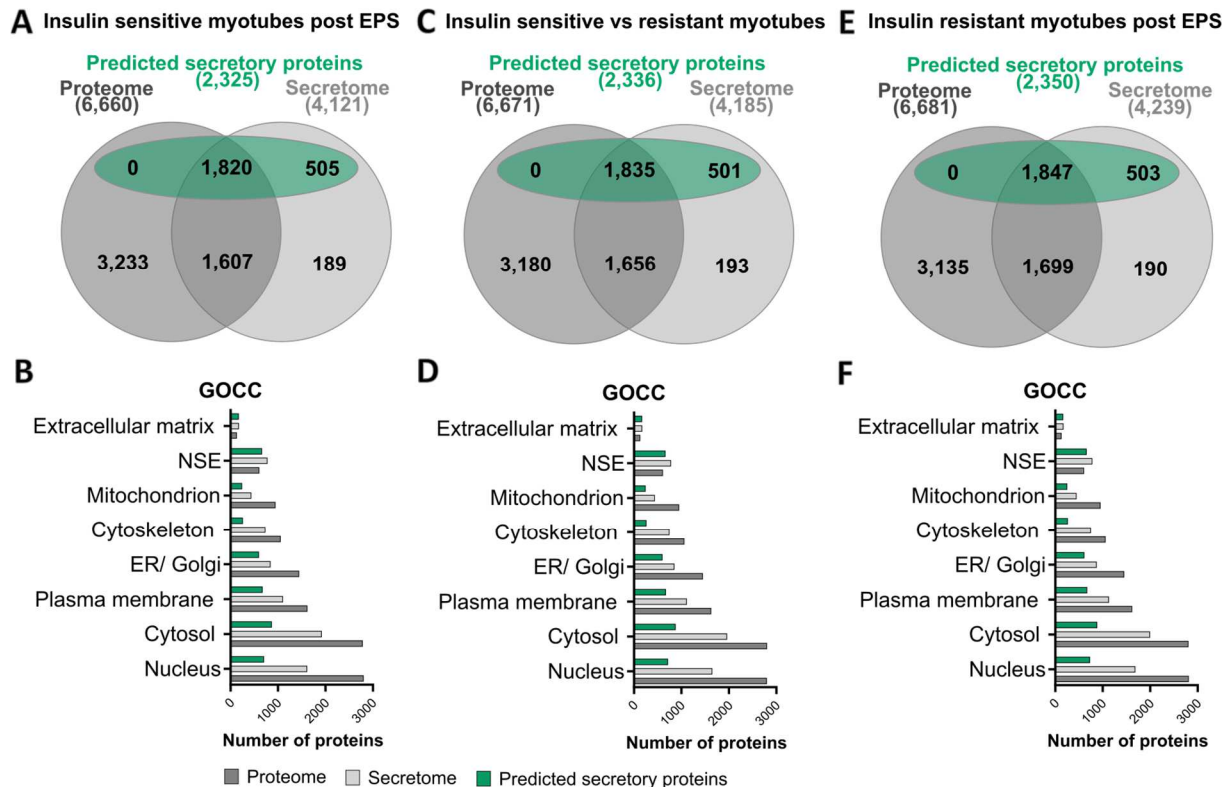 A Insulin sensitive myotubes post EPS
Predicted secretory proteins
(2,325)
Proteome
(6,660)
Secretome
(4,121)
0 1,820 505
3,233 1,607 189
B
GOCC
Extracellular matrix
NSE
Mitochondrion
Cytoskeleton
ER/ Golgi
Plasma membrane
Cytosol
Nucleus
0 1000 2000 3000
Number of proteins
C Insulin sensitive vs resistant myotubes
Predicted secretory proteins
(2,336)
Proteome
(6,671)
Secretome
(4,185)
0 1,835 501
3,180 1,656 193
D
GOCC
Extracellular matrix
NSE
Mitochondrion
Cytoskeleton
ER/ Golgi
Plasma membrane
Cytosol
Nucleus
0 1000 2000 3000
Number of proteins
E Insulin resistant myotubes post EPS
Predicted secretory proteins
(2,350)
Proteome
(6,681)
Secretome
(4,239)
0 1,847 503
3,135 1,699 190
F
GOCC
Extracellular matrix
NSE
Mitochondrion
Cytoskeleton
ER/ Golgi
Plasma membrane
Cytosol
Nucleus
0 1000 2000 3000
Number of proteins
Proteome Secretome Predicted secretory proteins